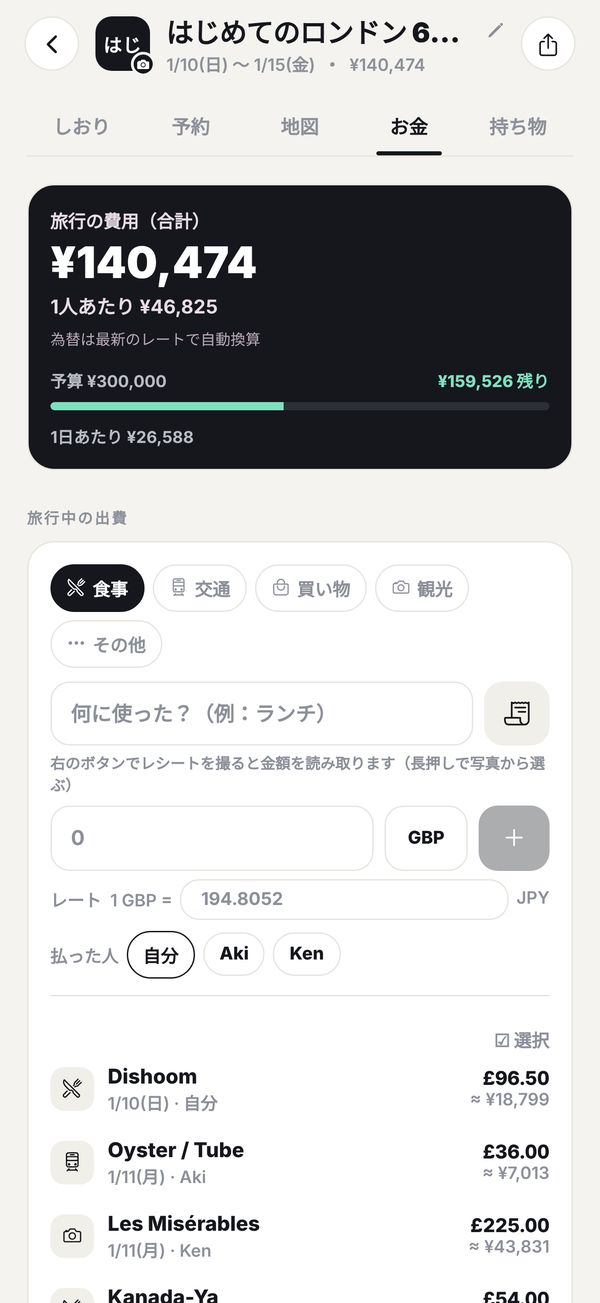 はじ
はじめてのロンドン 6...
1/10(日) 〜 1/15(金) • ¥140,474
しおり 予約 地図 お金 持ち物
旅行の費用（合計）
¥140,474
1人あたり ¥46,825
為替は最新のレートで自動換算
予算 ¥300,000 ¥159,526 残り
1日あたり ¥26,588
旅行中の出費
食事 交通 買い物 観光
その他
何に使った？（例：ランチ）
右のボタンでレシートを撮ると金額を読み取ります（長押しで写真から選
ぶ）
0 GBP +
レート 1 GBP = 194.8052 JPY
払った人 自分 Aki Ken
☑ 選択
Dishoom £96.50
1/10(日) · 自分 ≈ ¥18,799
Oyster / Tube £36.00
1/11(月) · Aki ≈ ¥7,013
Les Misérables £225.00
1/11(月) · Ken ≈ ¥43,831
Kanada-Ya £54.00